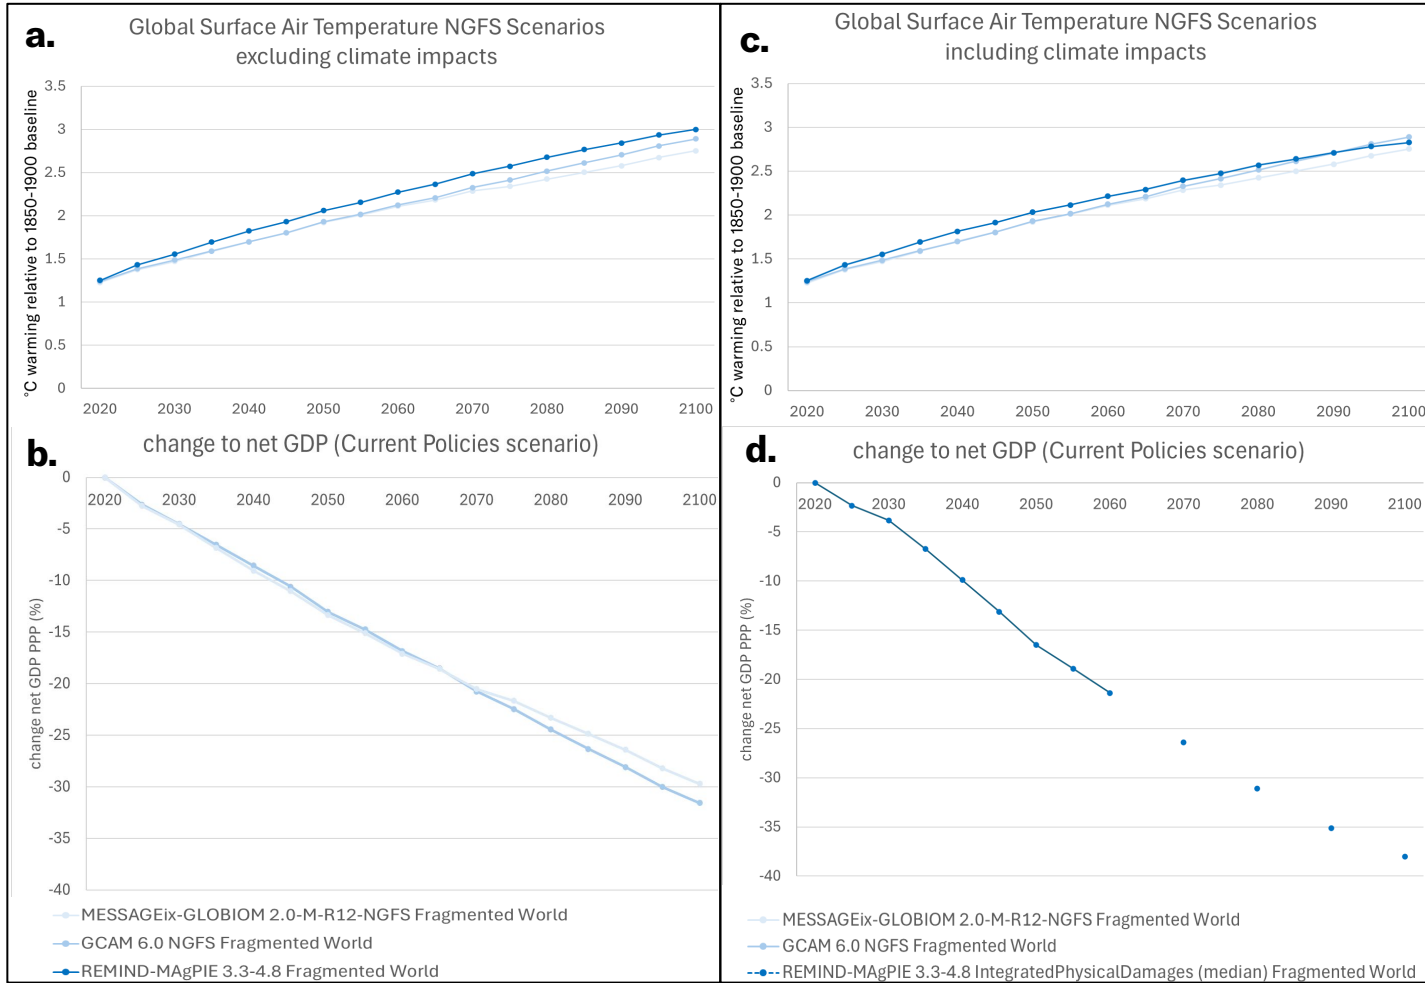 a.
Global Surface Air Temperature NGFS Scenarios
excluding climate impacts
°C warming relative to 1850-1900 baseline
3.5
3
2.5
2
1.5
1
0.5
0
2020 2030 2040 2050 2060 2070 2080 2090 2100
b.
change to net GDP (Current Policies scenario)
change net GDP PPP (%)
0
2020 2030 2040 2050 2060 2070 2080 2090 2100
-5
-10
-15
-20
-25
-30
-35
-40
MESSAGEix-GLOBIOM 2.0-M-R12-NGFS Fragmented World
GCAM 6.0 NGFS Fragmented World
REMIND-MAgPIE 3.3-4.8 Fragmented World
c.
Global Surface Air Temperature NGFS Scenarios
including climate impacts
°C warming relative to 1850-1900 baseline
3.5
3
2.5
2
1.5
1
0.5
0
2020 2030 2040 2050 2060 2070 2080 2090 2100
d.
change to net GDP (Current Policies scenario)
change net GDP PPP (%)
0
2020 2030 2040 2050 2060 2070 2080 2090 2100
-5
-10
-15
-20
-25
-30
-35
-40
MESSAGEix-GLOBIOM 2.0-M-R12-NGFS Fragmented World
GCAM 6.0 NGFS Fragmented World
REMIND-MAgPIE 3.3-4.8 IntegratedPhysicalDamages (median) Fragmented World